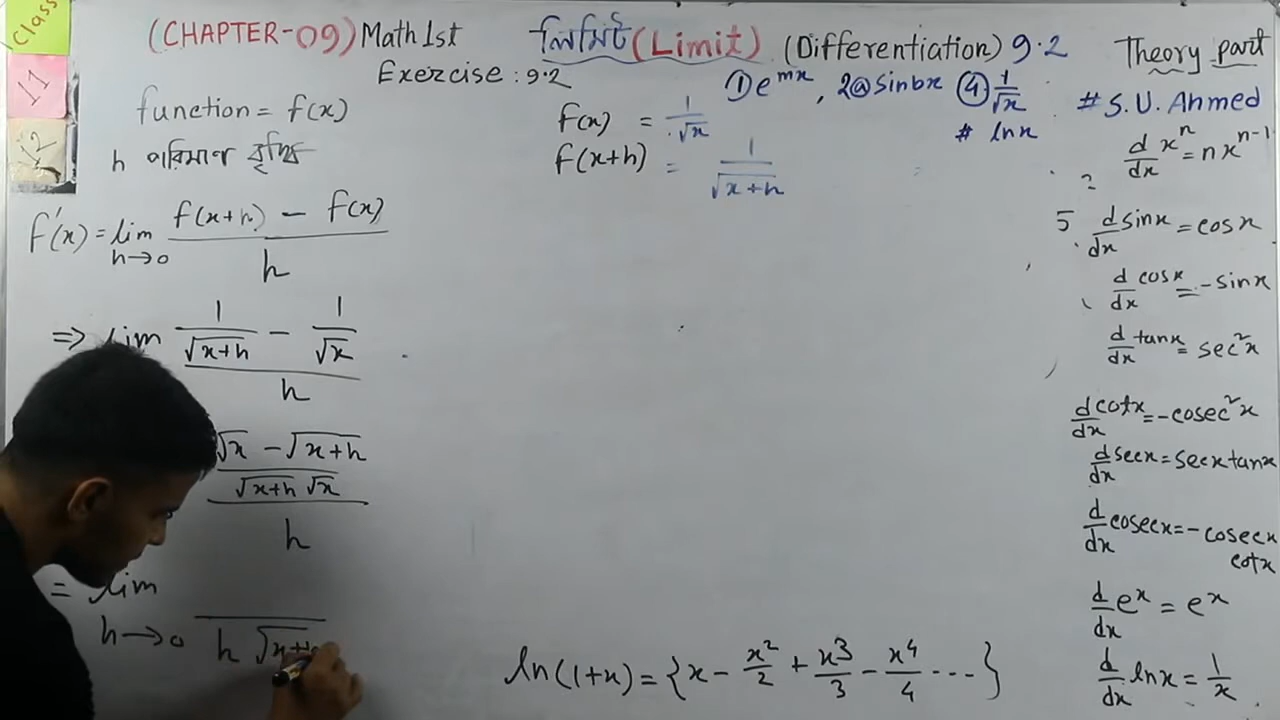 Class
11
12
(CHAPTER-09) Math 1st লিমিট (Limit) (Differentiation) 9.2 Theory part
Exercise : 9.2
① e^mx, 2@ sinbx ④ 1/√x # S.U. Ahmed
# lnx
function = f(x)
h পরিমাণ বৃদ্ধি
f'(x) = lim h→0 (f(x+h) - f(x))/h
⇒ lim (1/√(x+h) - 1/√x)/h
((√x - √(x+h))/(√(x+h) √x))/h
= lim h→0 /(h √(x+
f(x) = 1/√x
f(x+h) = 1/√(x+h)
ln(1+x) = {x - x²/2 + x³/3 - x⁴/4 ...}
d/dx x^n = nx^(n-1)
5 d/dx sinx = cosx
d/dx cosx = -sinx
d/dx tanx = sec²x
d/dx cotx = -cosec²x
d/dx secx = secx tanx
d/dx cosecx = -cosecx
cotx
d/dx e^x = e^x
d/dx lnx = 1/x